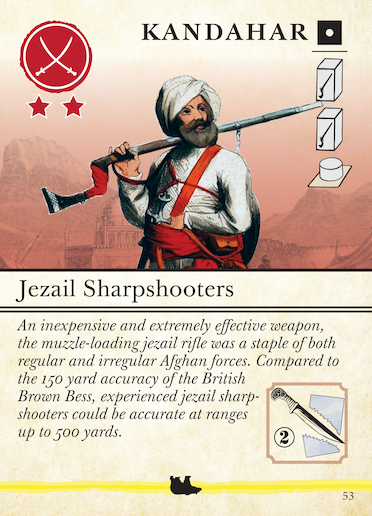 KANDAHAR
Jezail Sharpshooters
An inexpensive and extremely effective weapon,
the muzzle-loading jezail rifle was a staple of both
regular and irregular Afghan forces. Compared to
the 150 yard accuracy of the British
Brown Bess, experienced jezail sharp-
shooters could be accurate at ranges
up to 500 yards.
2
53